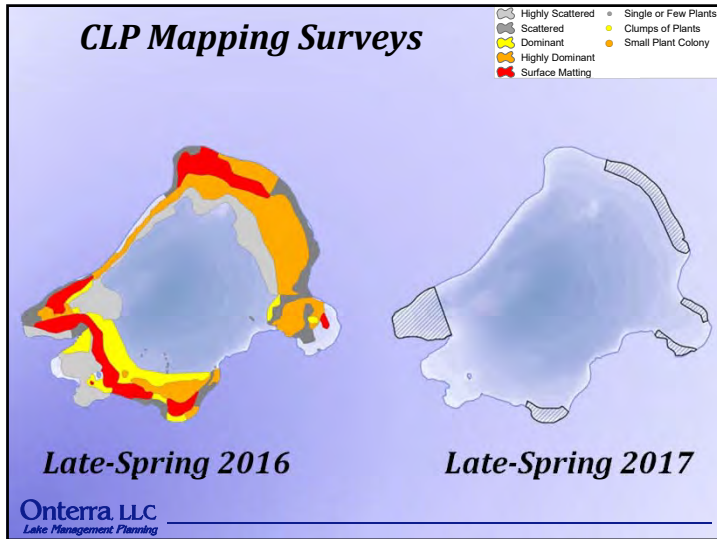 CLP Mapping Surveys
Highly Scattered
Scattered
Dominant
Highly Dominant
Surface Matting
Single or Few Plants
Clumps of Plants
Small Plant Colony
Late-Spring 2016
Late-Spring 2017
Onterra, LLC
Lake Management Planning